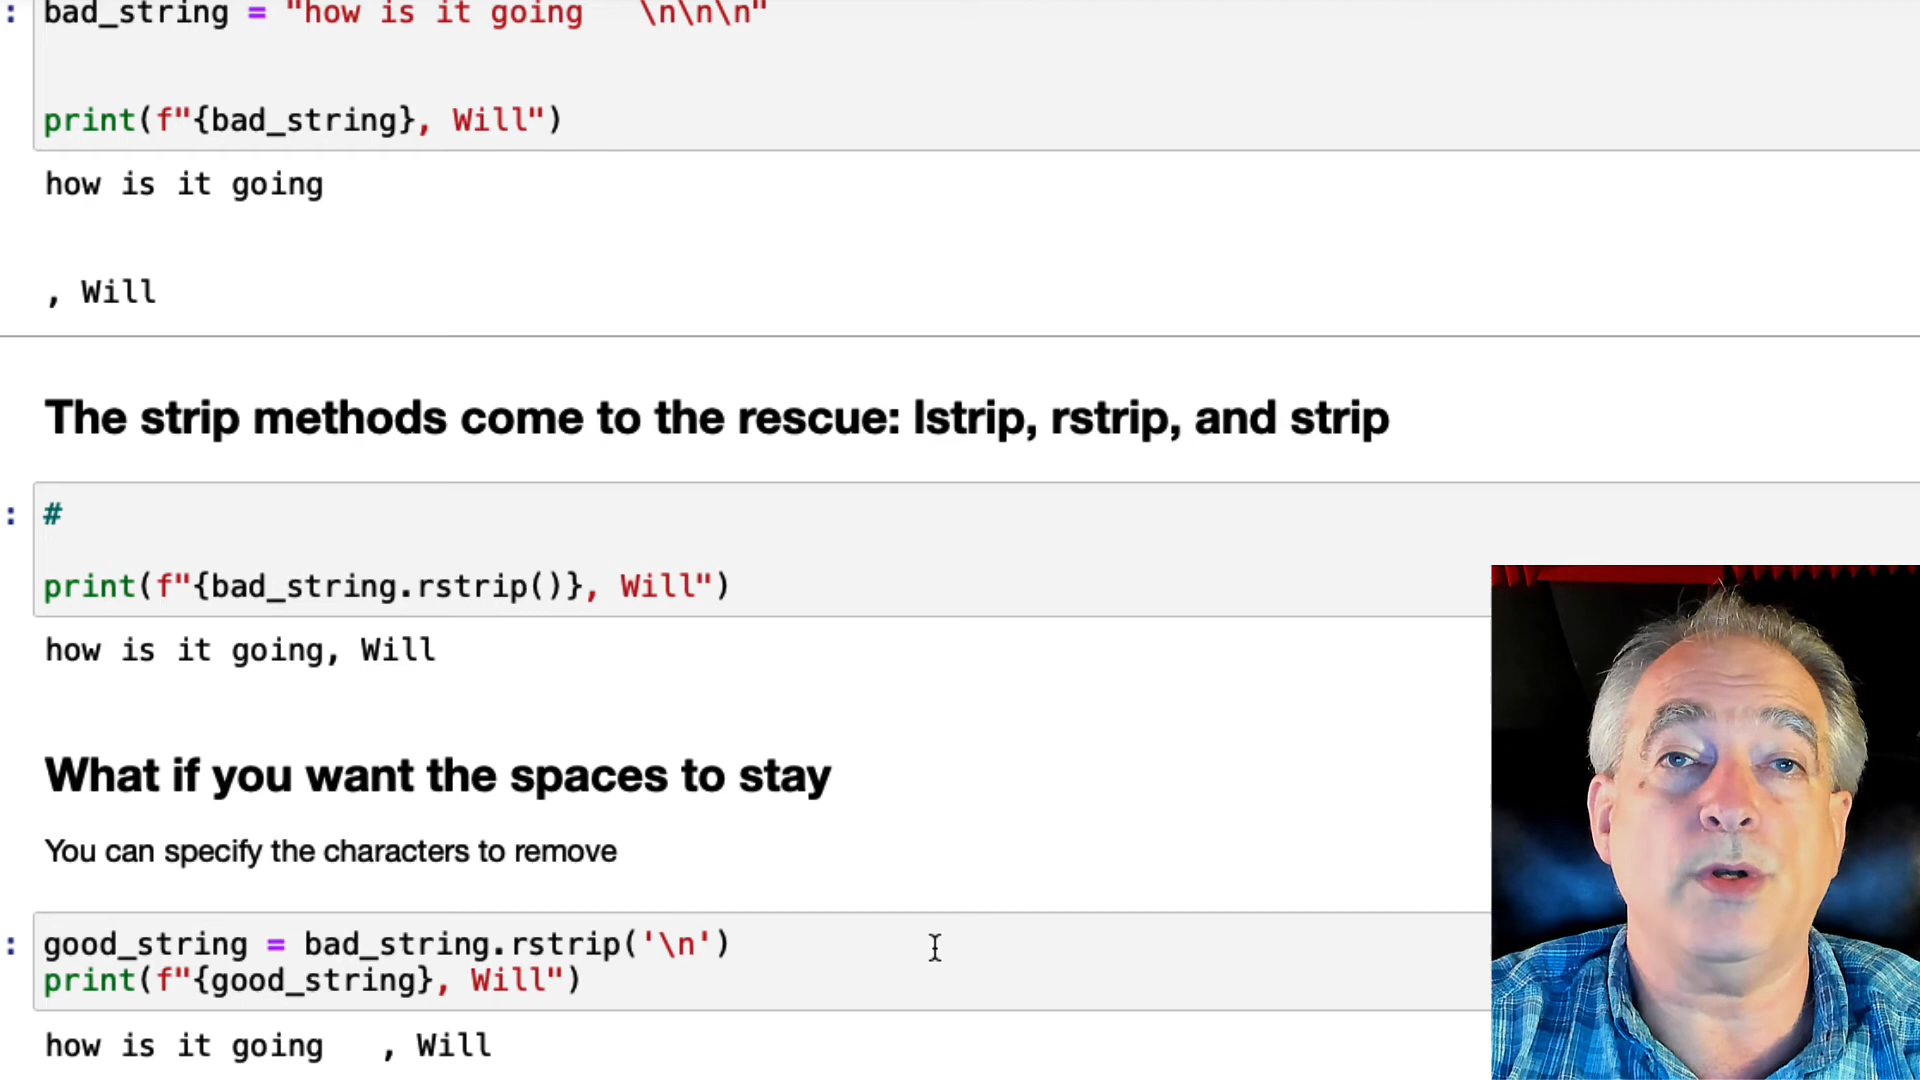 : bad_string = "how is it going   \n\n\n"
print(f"{bad_string}, Will")
how is it going
, Will
The strip methods come to the rescue: lstrip, rstrip, and strip
: #
print(f"{bad_string.rstrip()}, Will")
how is it going, Will
What if you want the spaces to stay
You can specify the characters to remove
: good_string = bad_string.rstrip('\n')
print(f"{good_string}, Will")
how is it going   , Will